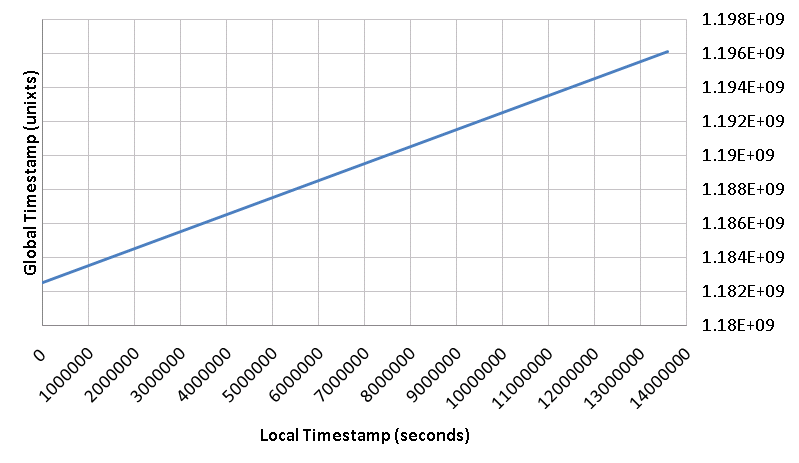 Global Timestamp (unixts)
1.198E+09
1.196E+09
1.194E+09
1.192E+09
1.19E+09
1.188E+09
1.186E+09
1.184E+09
1.182E+09
1.18E+09
0
1000000
2000000
3000000
4000000
5000000
6000000
7000000
8000000
9000000
10000000
11000000
12000000
13000000
14000000
Local Timestamp (seconds)